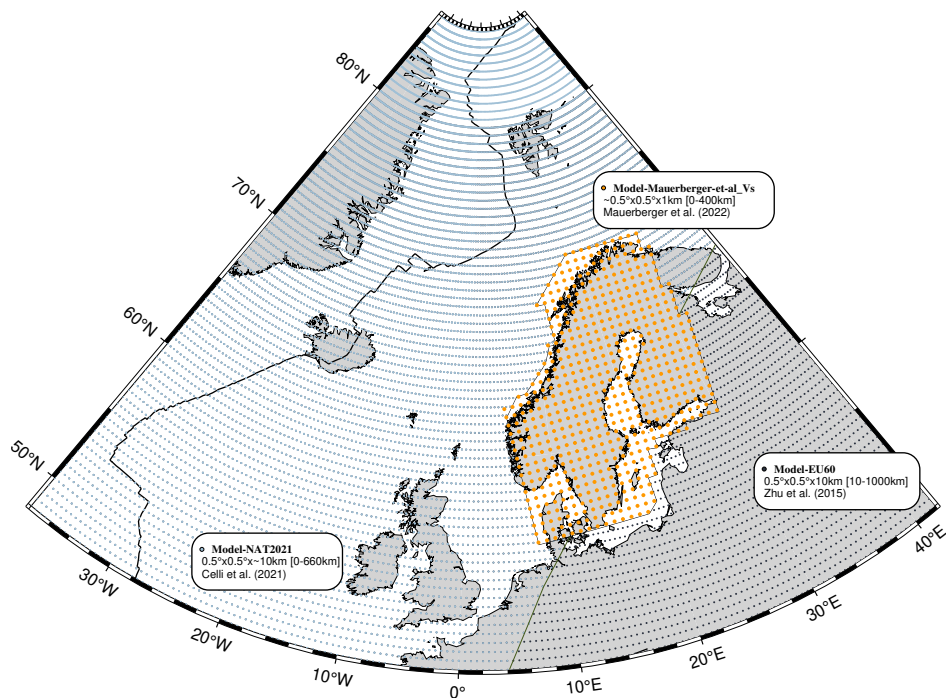 80°N
70°N
60°N
50°N
Model-Mauerberger-et-al_Vs
~0.5°x0.5°x1km [0-400km]
Mauerberger et al. (2022)
Model-EU60
0.5°x0.5°x10km [10-1000km]
Zhu et al. (2015)
Model-NAT2021
0.5°x0.5°x~10km [0-660km]
Celli et al. (2021)
30°W
20°W
10°W
0°
10°E
20°E
30°E
40°E